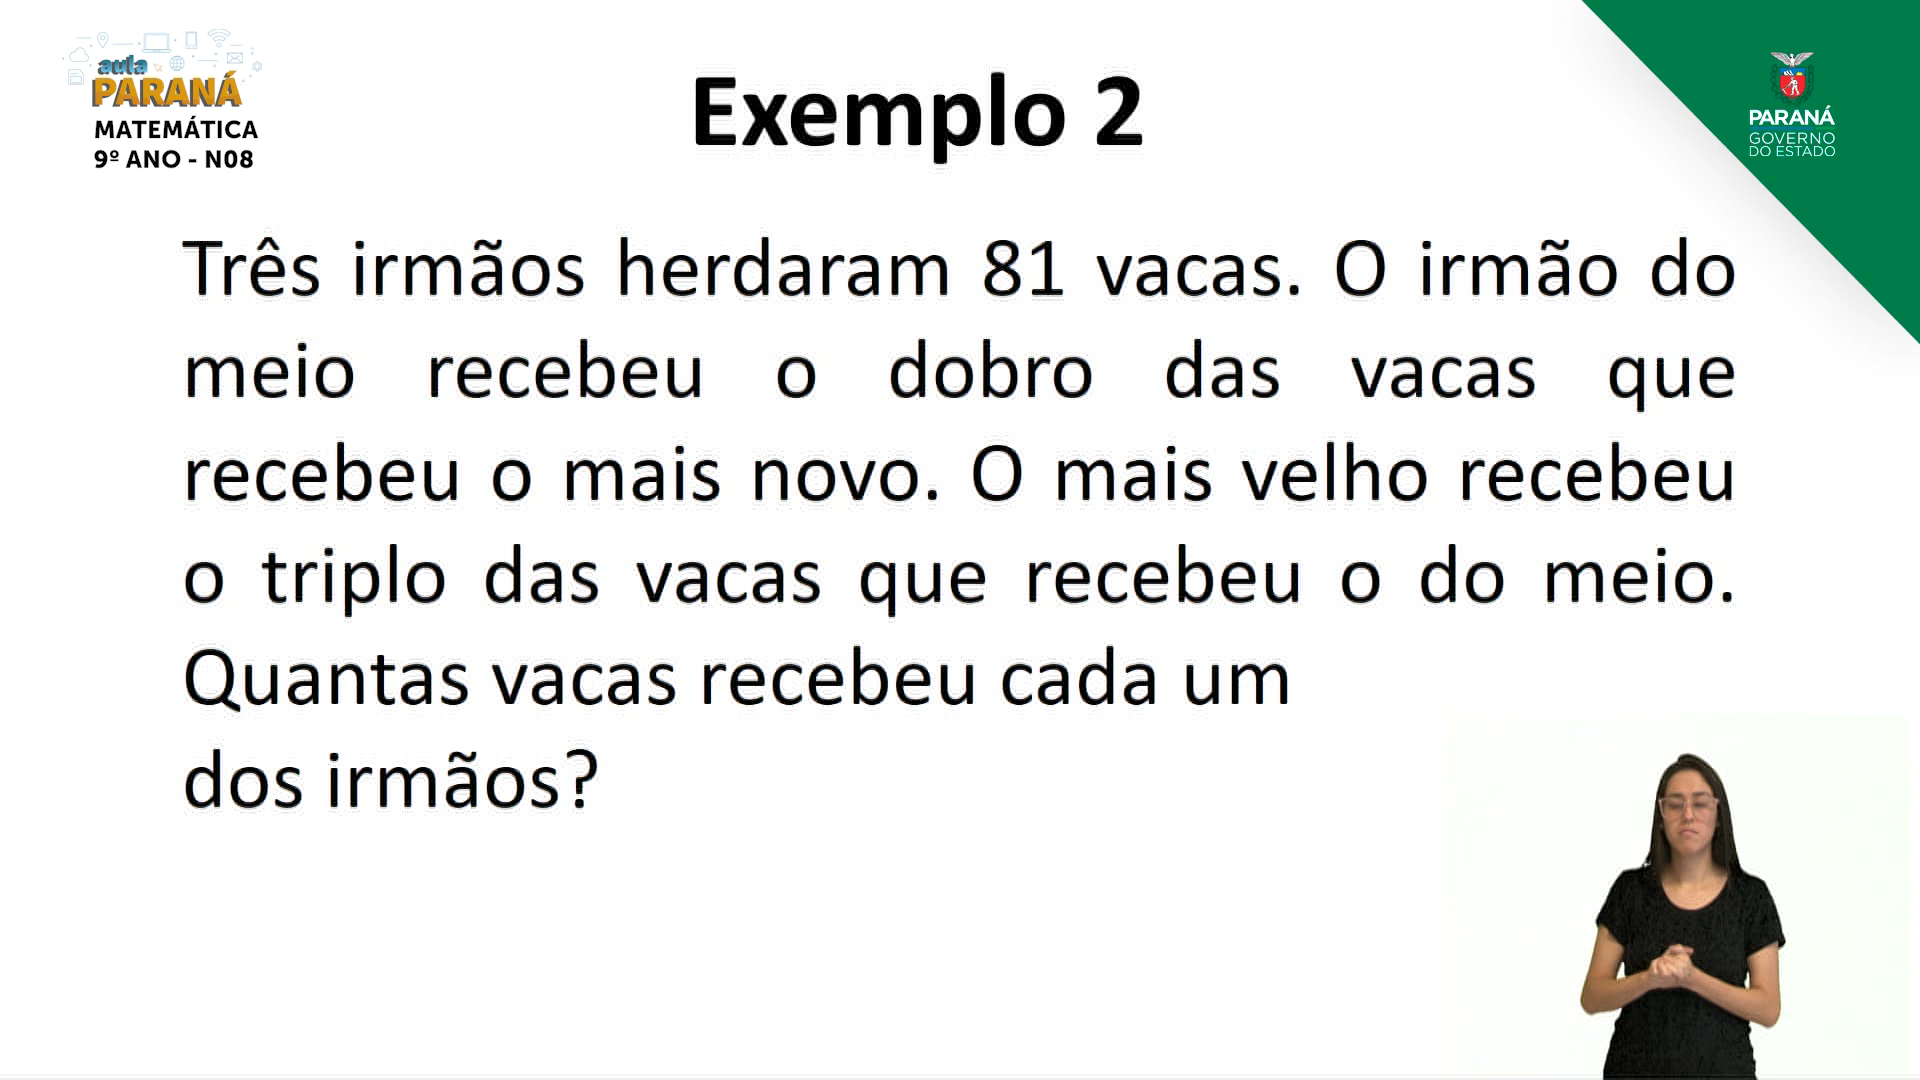 aula
PARANÁ
MATEMÁTICA
9º ANO - N08
Exemplo 2
PARANÁ
GOVERNO
DO ESTADO
Três irmãos herdaram 81 vacas. O irmão do
meio recebeu o dobro das vacas que
recebeu o mais novo. O mais velho recebeu
o triplo das vacas que recebeu o do meio.
Quantas vacas recebeu cada um
dos irmãos?